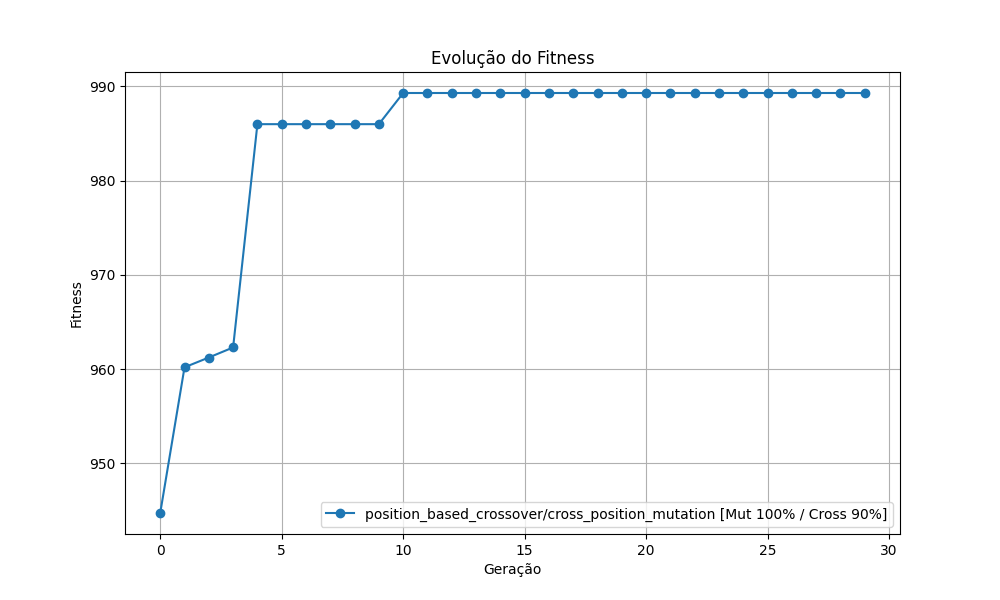 Evolução do Fitness
Fitness
990
980
970
960
950
position_based_crossover/cross_position_mutation [Mut 100% / Cross 90%]
0 5 10 15 20 25 30
Geração